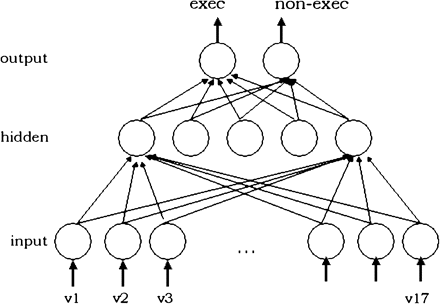 exec non-exec
output
hidden
input
...
v1 v2 v3 v17